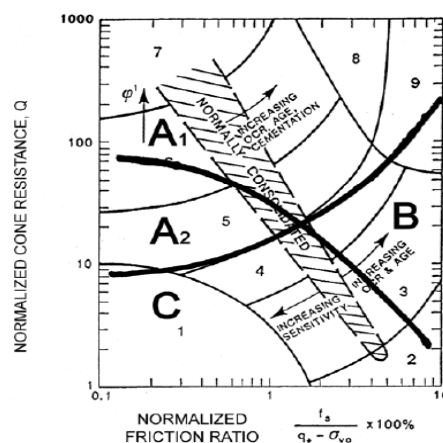 1000
7
8
9
φ'
NORMALLY CONSOLIDATED
INCREASING
OCR, AGE,
CEMENTATION
A1
100
6
B
A2
5
10
4
INCREASING
OCR & AGE
C
INCREASING
SENSITIVITY
3
1
2
1
0.1
1
10
NORMALIZED CONE RESISTANCE, Q
NORMALIZED
FRICTION RATIO
fs
qt - σvo
x100%